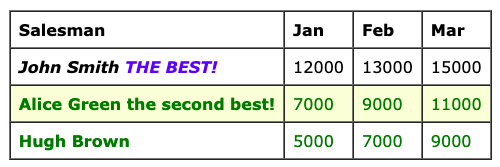 Salesman Jan Feb Mar
John Smith THE BEST! 12000 13000 15000
Alice Green the second best! 7000 9000 11000
Hugh Brown 5000 7000 9000